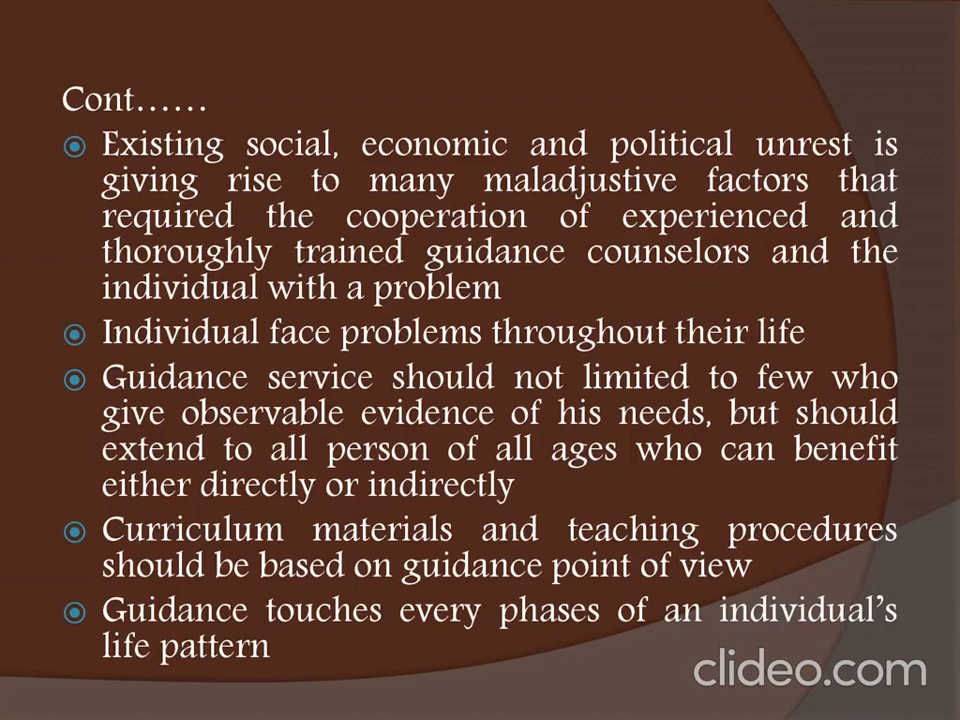 Cont……
Existing social, economic and political unrest is
giving rise to many maladjustive factors that
required the cooperation of experienced and
thoroughly trained guidance counselors and the
individual with a problem
Individual face problems throughout their life
Guidance service should not limited to few who
give observable evidence of his needs, but should
extend to all person of all ages who can benefit
either directly or indirectly
Curriculum materials and teaching procedures
should be based on guidance point of view
Guidance touches every phases of an individual’s
life pattern
clideo.com